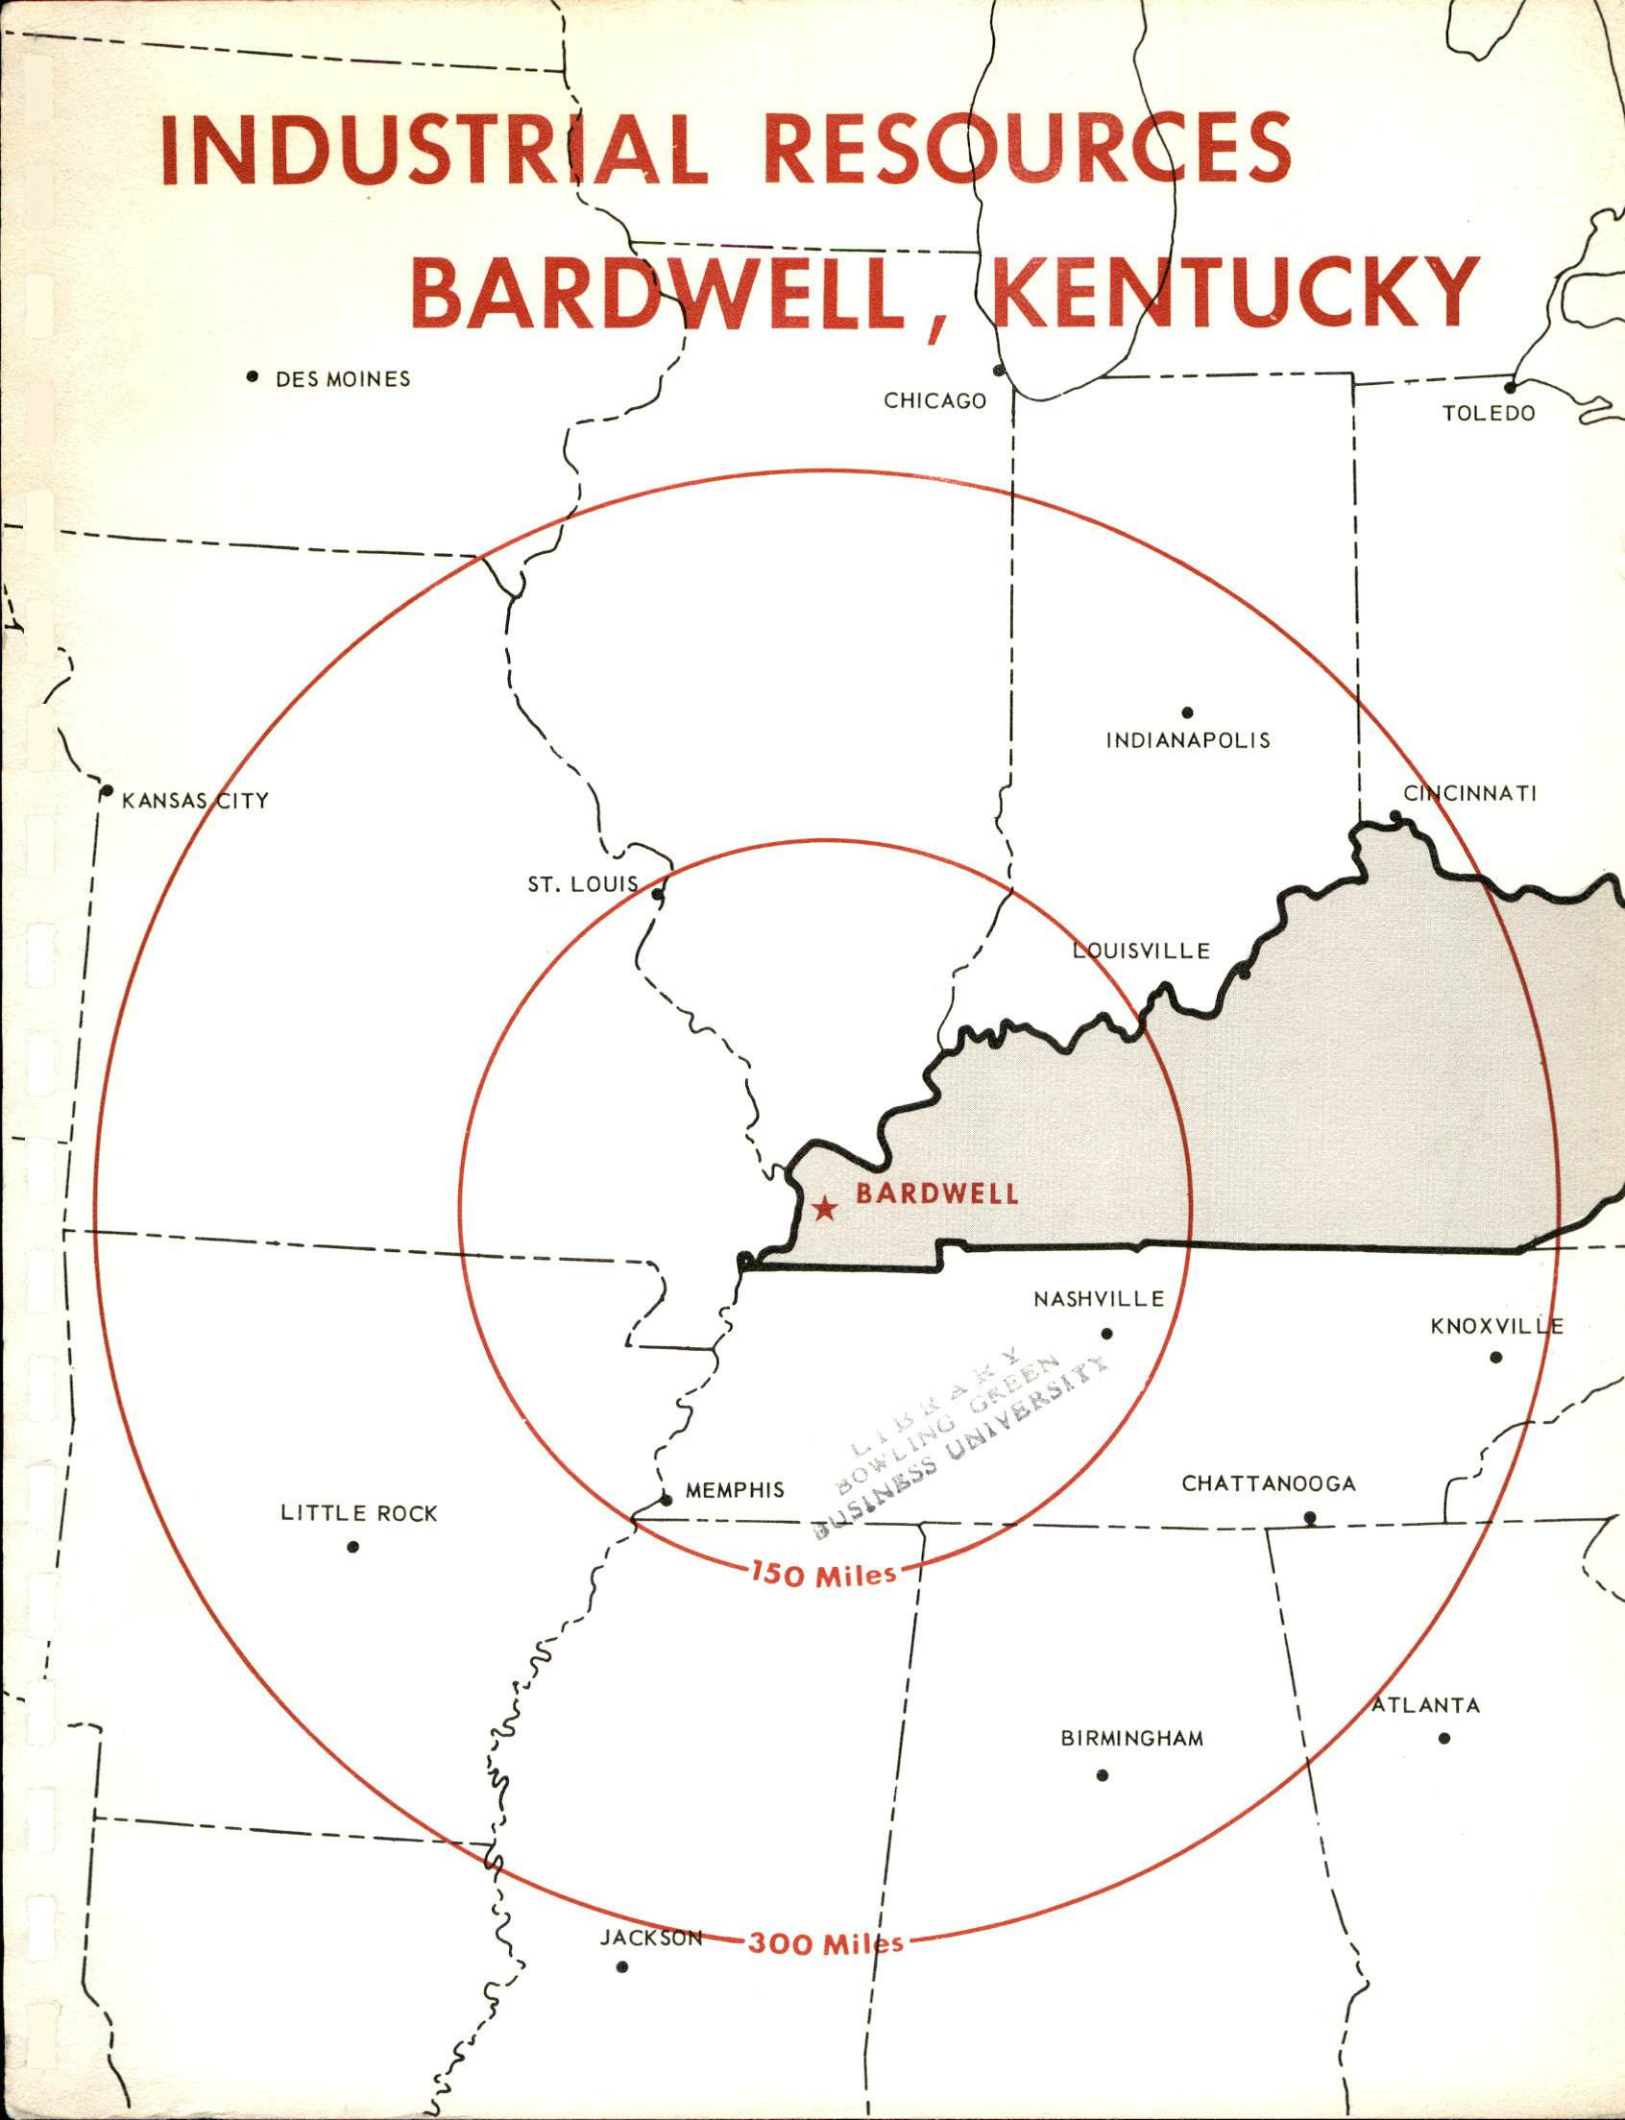 INDUSTRIAL RESOURCES
BARDWELL, KENTUCKY
DES MOINES
CHICAGO
TOLEDO
INDIANAPOLIS
KANSAS CITY
CINCINNATI
ST. LOUIS
LOUISVILLE
BARDWELL
NASHVILLE
KNOXVILLE
LIBRARY
BOWLING GREEN
BUSINESS UNIVERSITY
MEMPHIS
CHATTANOOGA
LITTLE ROCK
150 Miles
ATLANTA
BIRMINGHAM
JACKSON
300 Miles